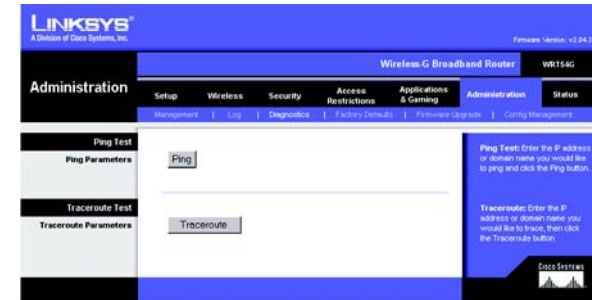 LINKSYS®
A Division of Cisco Systems, Inc.
Firmware Version: v2.04.3
Wireless-G Broadband Router WRT54G
Administration
Setup Wireless Security Access Restrictions Applications & Gaming Administration Status
Management | Log | Diagnostics | Factory Defaults | Firmware Upgrade | Config Management
Ping Test
Ping Parameters
Ping
Ping Test: Enter the IP address
or domain name you would like
to ping and click the Ping button.
Traceroute Test
Traceroute Parameters
Traceroute
Traceroute: Enter the IP
address or domain name you
would like to trace, then click
the Traceroute button
CISCO SYSTEMS